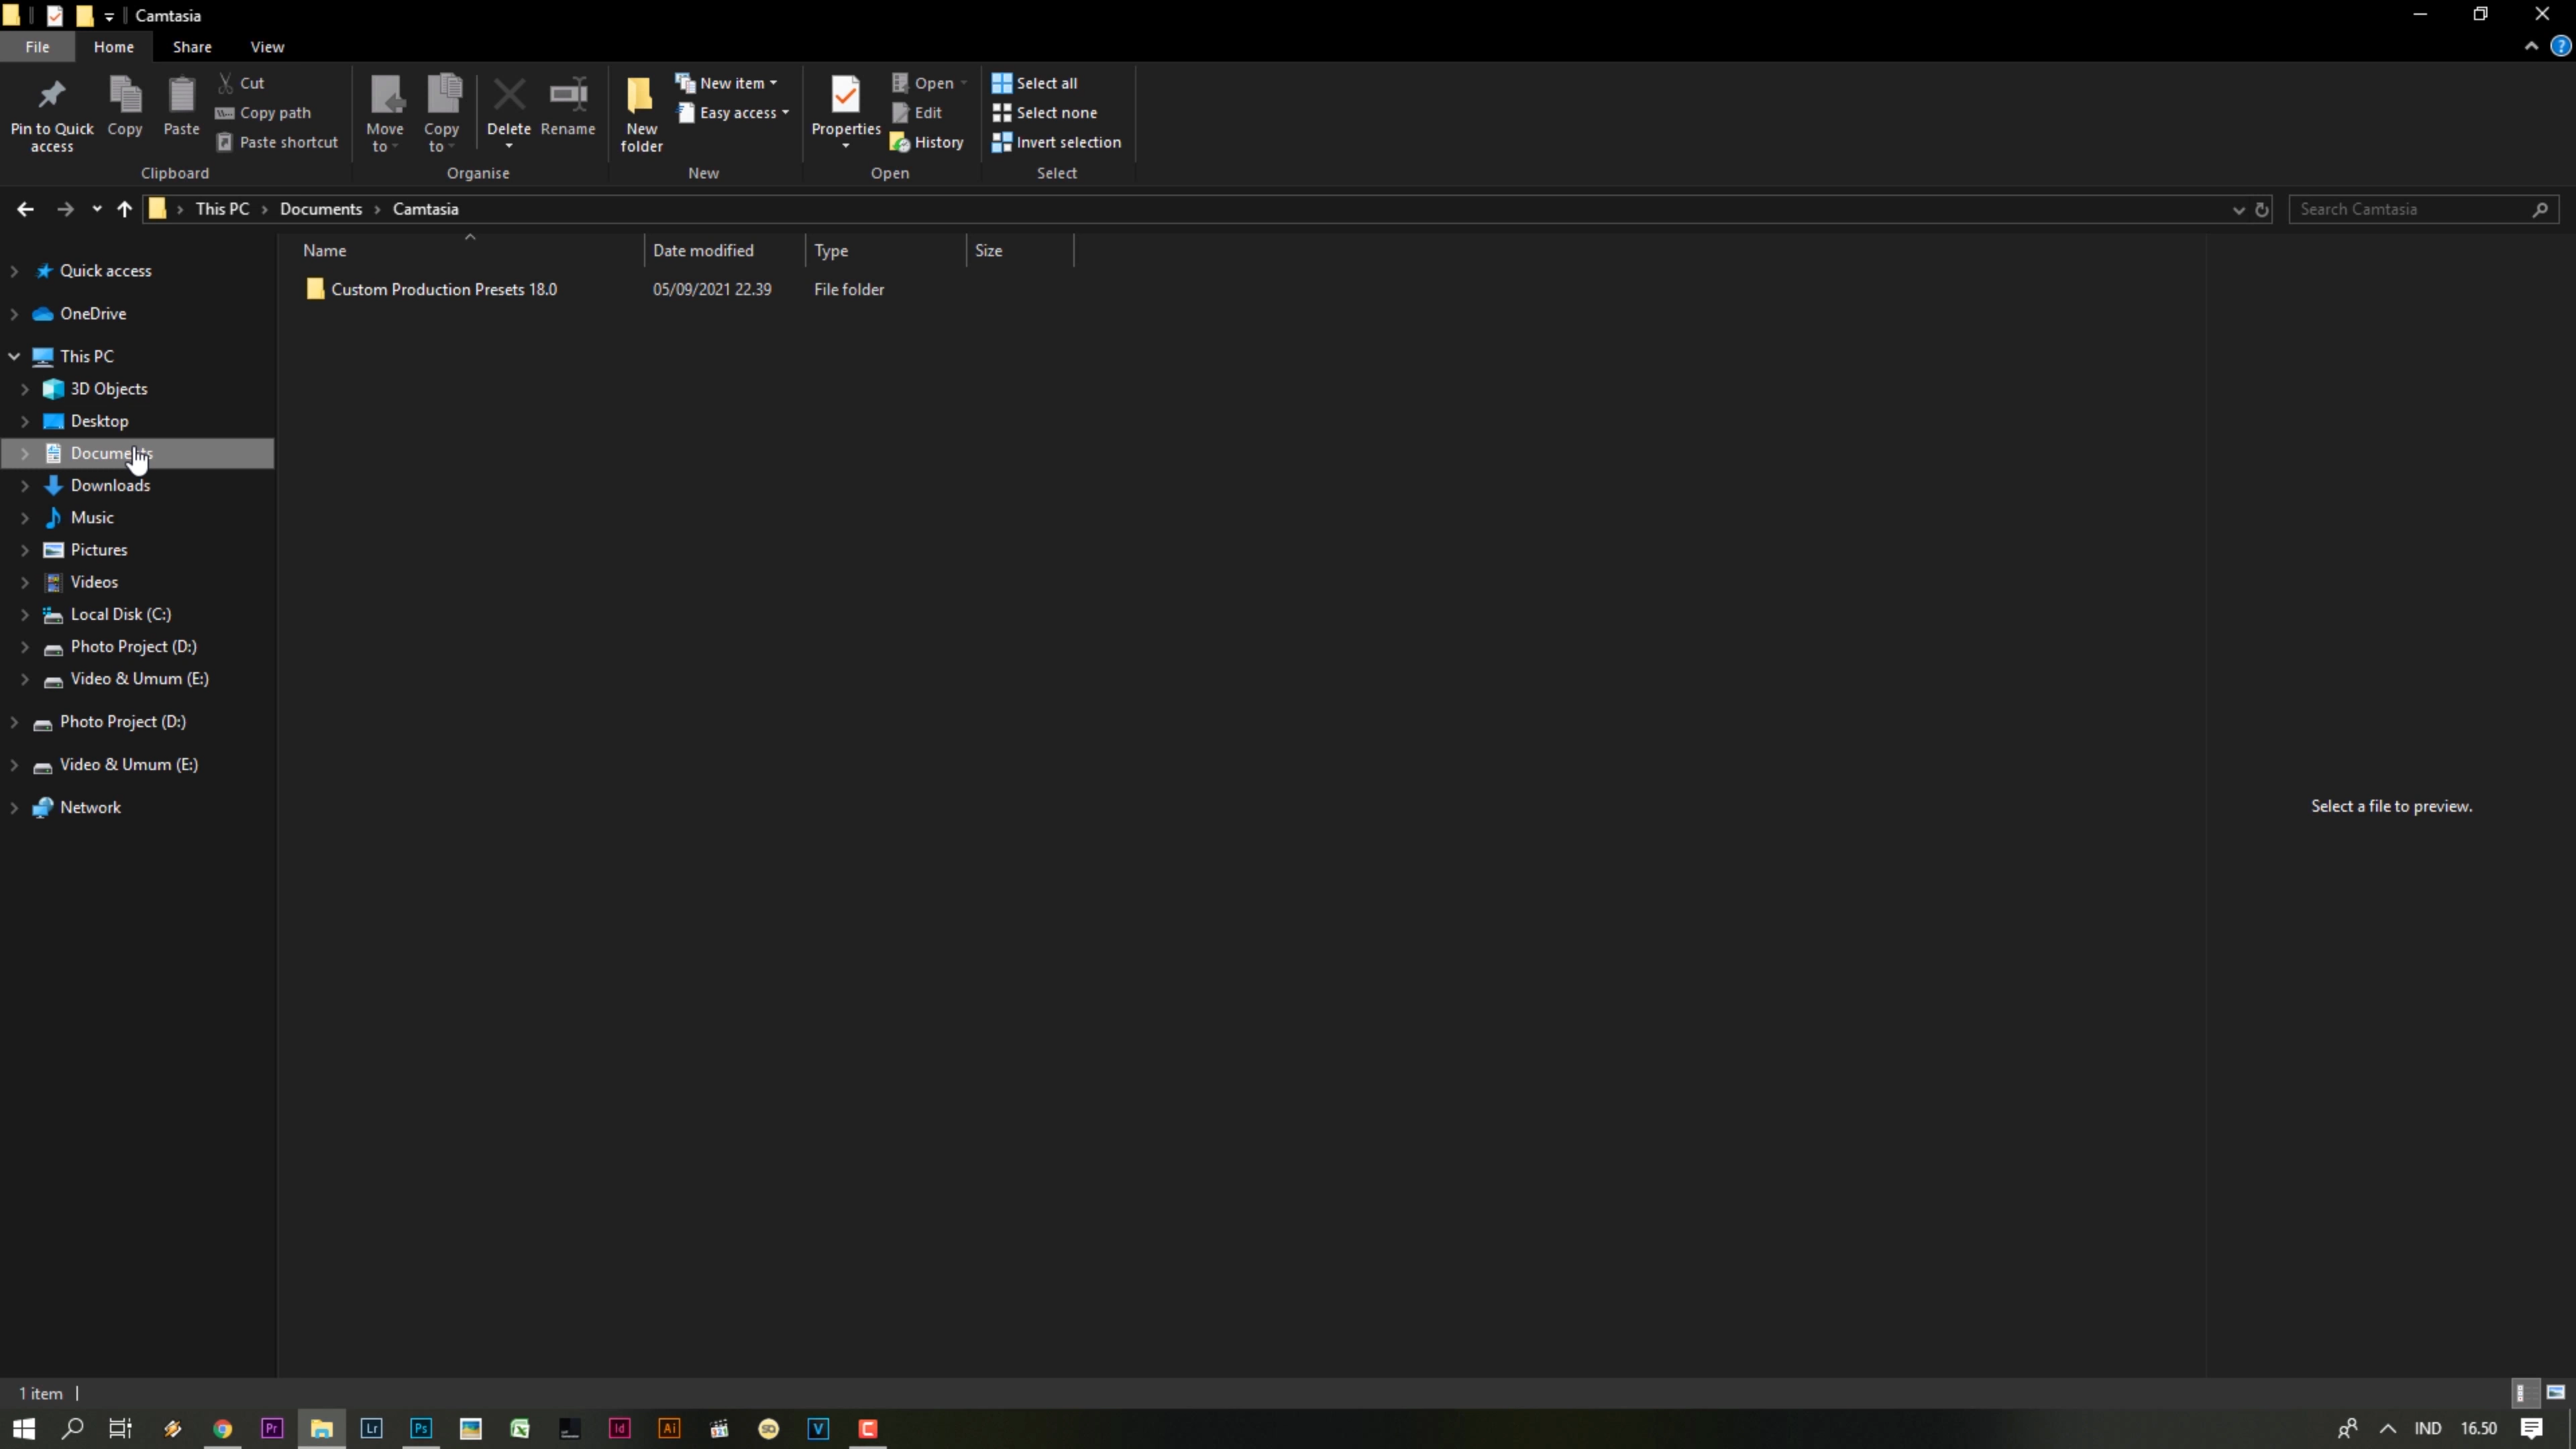 Camtasia
File Home Share View
Pin to Quick access
Copy
Paste
Cut
Copy path
Paste shortcut
Clipboard
Move to
Copy to
Delete
Rename
Organise
New folder
New item
Easy access
New
Properties
Open
Edit
History
Open
Select all
Select none
Invert selection
Select
This PC › Documents › Camtasia
Search Camtasia
Name Date modified Type Size
Custom Production Presets 18.0 05/09/2021 22.39 File folder
Quick access
OneDrive
This PC
3D Objects
Desktop
Documents
Downloads
Music
Pictures
Videos
Local Disk (C:)
Photo Project (D:)
Video & Umum (E:)
Photo Project (D:)
Video & Umum (E:)
Network
Select a file to preview.
1 item
Pr Lr Ps Id Ai V C
IND 16.50